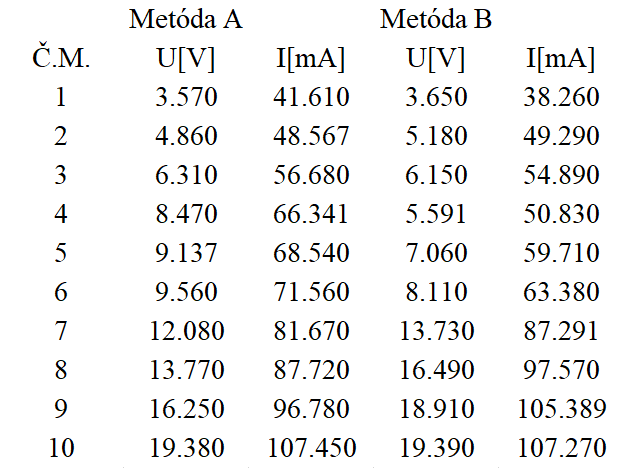 Metóda A Metóda B
Č.M. U[V] I[mA] U[V] I[mA]
1 3.570 41.610 3.650 38.260
2 4.860 48.567 5.180 49.290
3 6.310 56.680 6.150 54.890
4 8.470 66.341 5.591 50.830
5 9.137 68.540 7.060 59.710
6 9.560 71.560 8.110 63.380
7 12.080 81.670 13.730 87.291
8 13.770 87.720 16.490 97.570
9 16.250 96.780 18.910 105.389
10 19.380 107.450 19.390 107.270